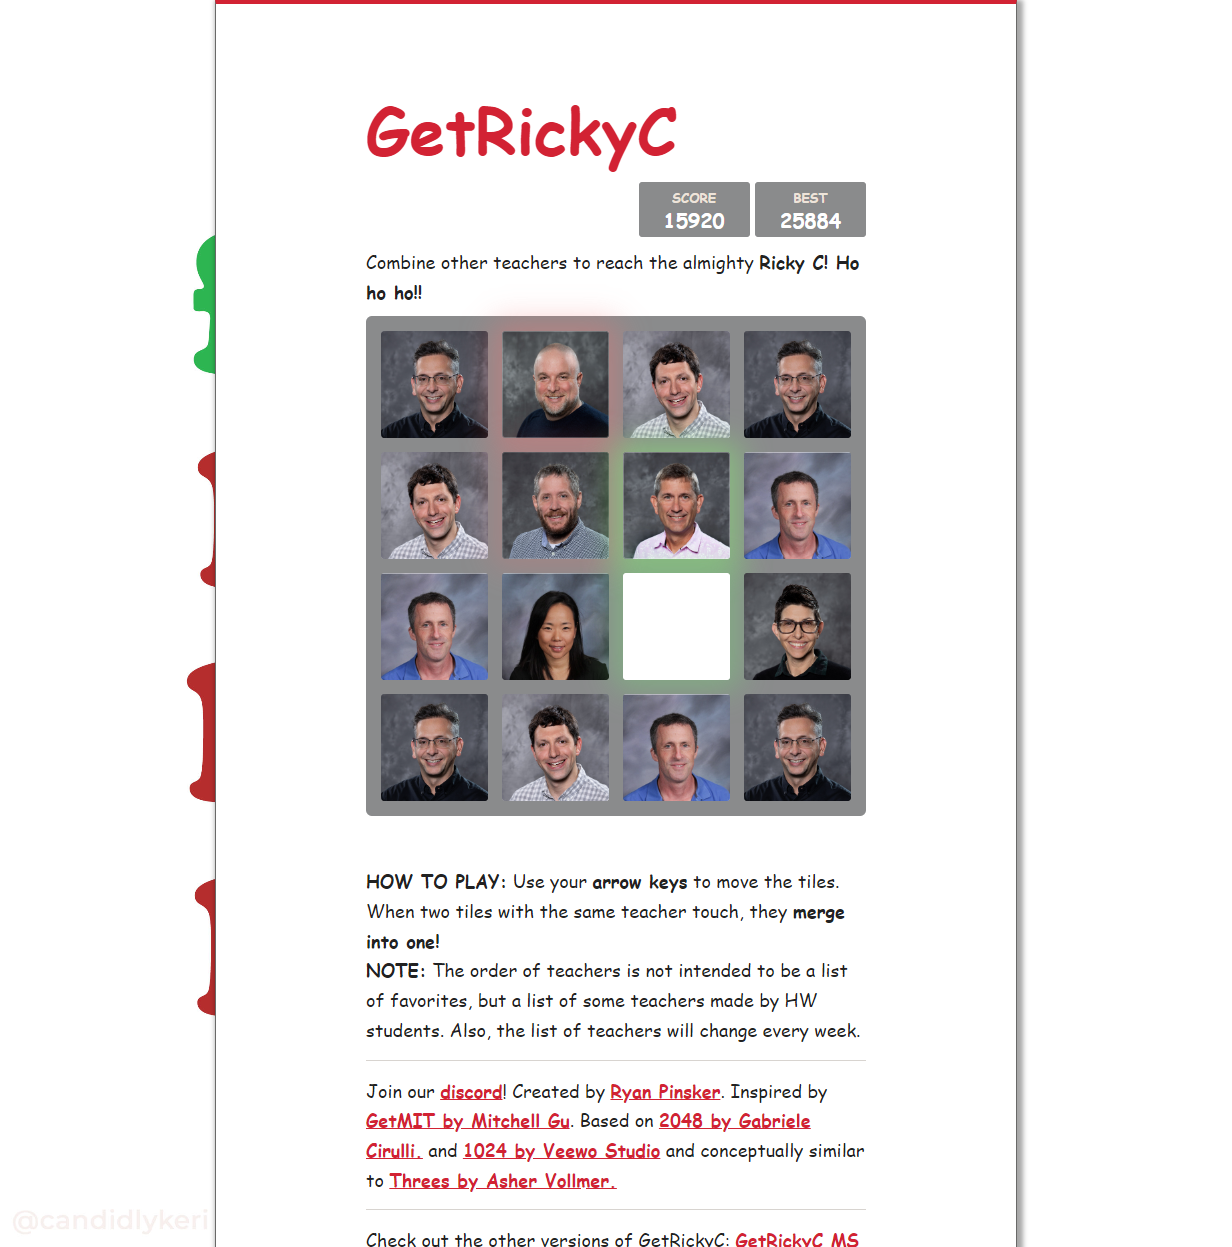 GetRickyC
SCORE
15920
BEST
25884
Combine other teachers to reach the almighty Ricky C! Ho
ho ho!!
HOW TO PLAY: Use your arrow keys to move the tiles.
When two tiles with the same teacher touch, they merge
into one!
NOTE: The order of teachers is not intended to be a list
of favorites, but a list of some teachers made by HW
students. Also, the list of teachers will change every week.
Join our discord! Created by Ryan Pinsker. Inspired by
GetMIT by Mitchell Gu. Based on 2048 by Gabriele
Cirulli. and 1024 by Veewo Studio and conceptually similar
to Threes by Asher Vollmer.
@candidlykeri
Check out the other versions of GetRickyC: GetRickyC MS